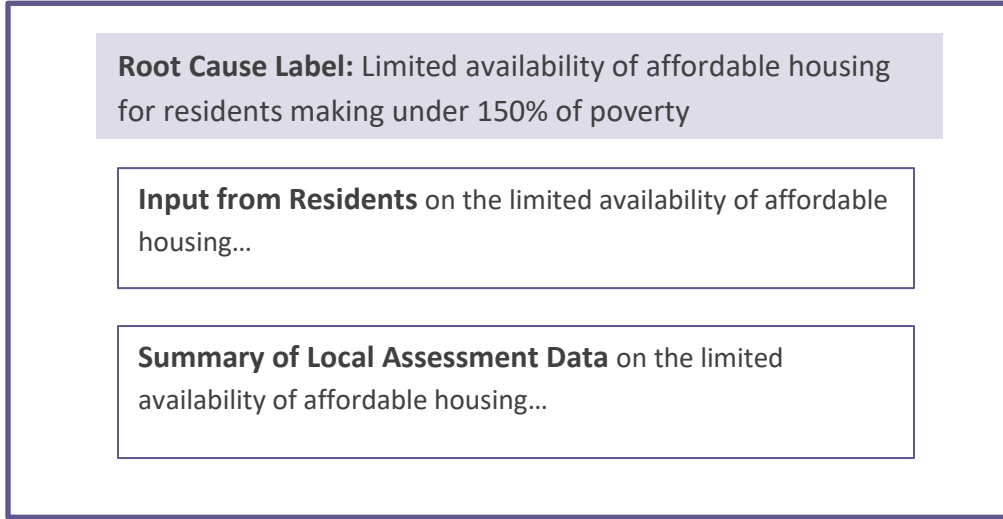 Root Cause Label: Limited availability of affordable housing
for residents making under 150% of poverty
Input from Residents on the limited availability of affordable
housing…
Summary of Local Assessment Data on the limited
availability of affordable housing…